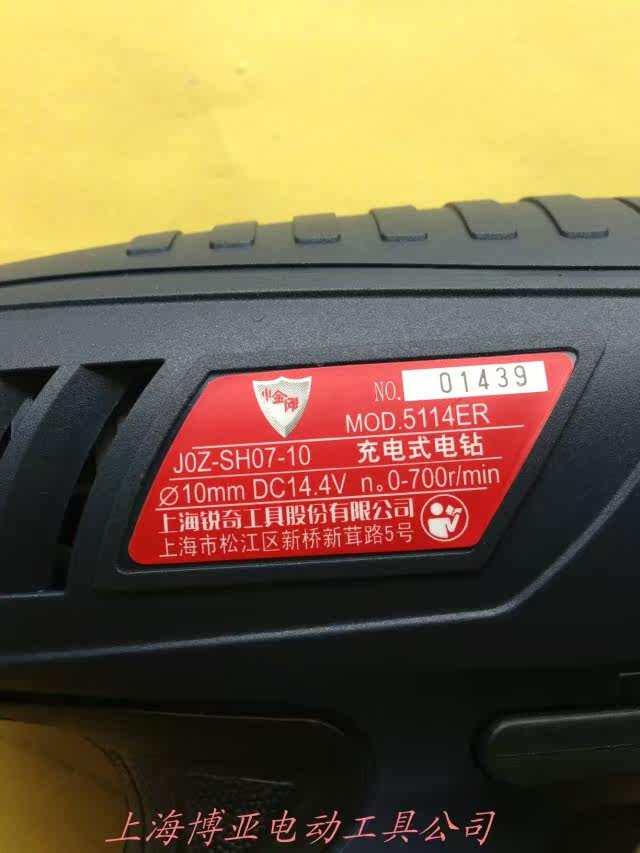 小金刚
NO. 01439
MOD.5114ER
J0Z-SH07-10 充电式电钻
∅10mm DC14.4V n。0-700r/min
上海锐奇工具股份有限公司
上海市松江区新桥新茸路5号
上海博亚电动工具公司